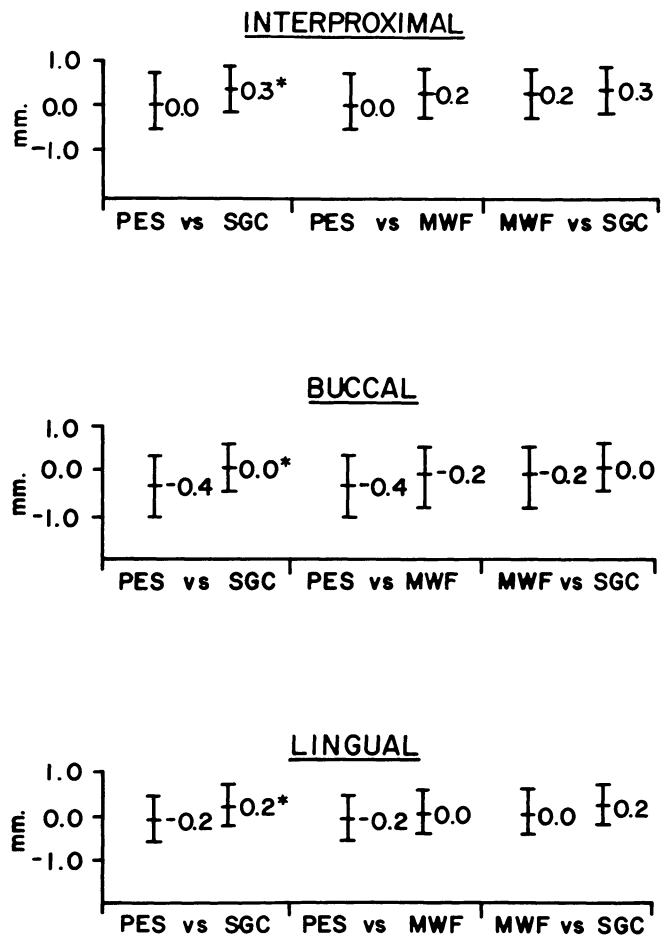 INTERPROXIMAL
1.0
0.0
-1.0
mm.
0.0 0.3* 0.0 0.2 0.2 0.3
PES vs SGC PES vs MWF MWF vs SGC
BUCCAL
1.0
0.0
-1.0
mm.
-0.4 0.0* -0.4 -0.2 -0.2 0.0
PES vs SGC PES vs MWF MWF vs SGC
LINGUAL
1.0
0.0
-1.0
mm.
-0.2 0.2* -0.2 0.0 0.0 0.2
PES vs SGC PES vs MWF MWF vs SGC